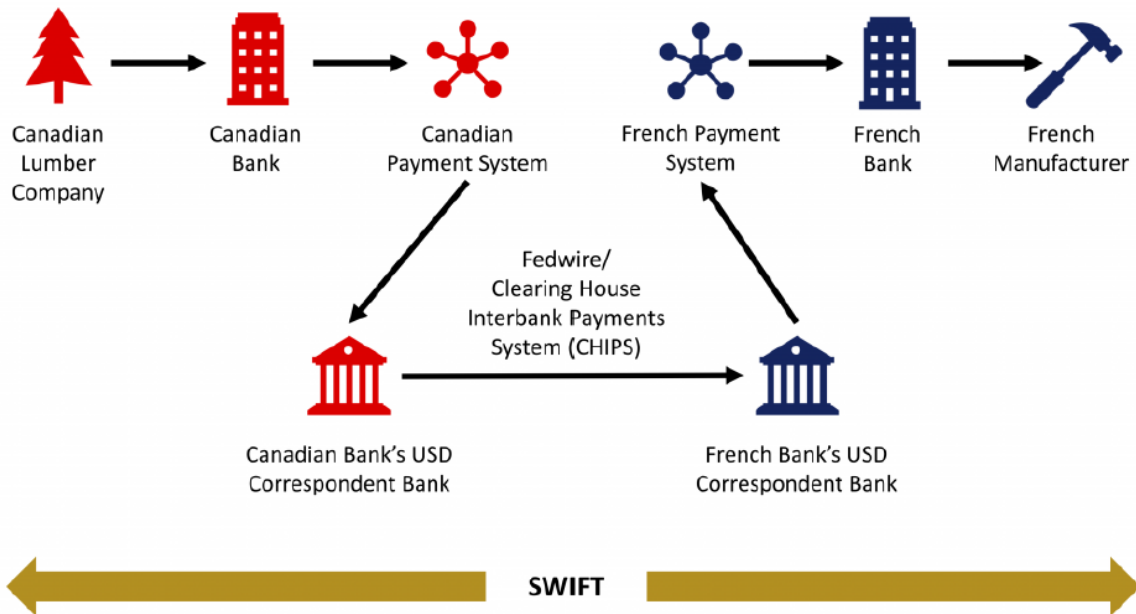 Canadian
Lumber
Company
Canadian
Bank
Canadian
Payment System
French Payment
System
French
Bank
French
Manufacturer
Fedwire/
Clearing House
Interbank Payments
System (CHIPS)
Canadian Bank’s USD
Correspondent Bank
French Bank’s USD
Correspondent Bank
SWIFT